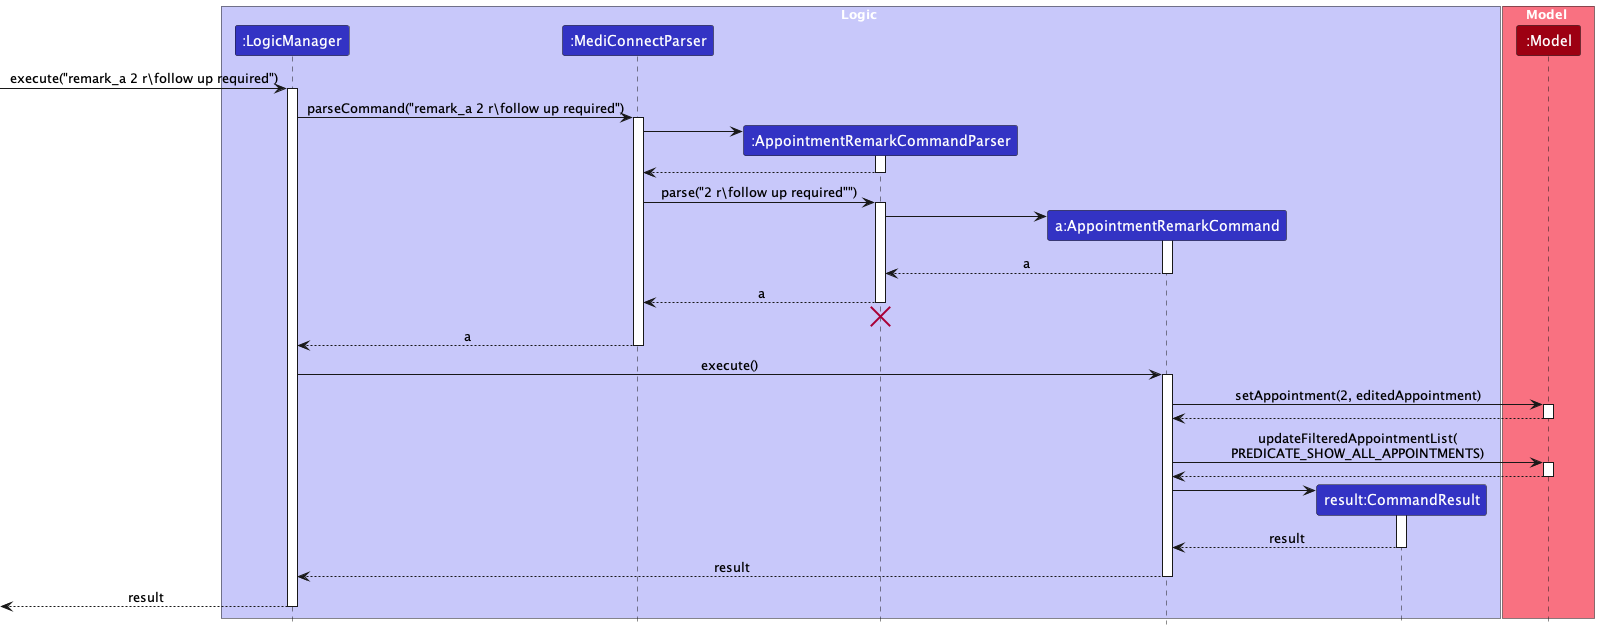 Logic
Model
:LogicManager
:MediConnectParser
:Model
execute("remark_a 2 r\follow up required")
parseCommand("remark_a 2 r\follow up required")
:AppointmentRemarkCommandParser
parse("2 r\follow up required"")
a:AppointmentRemarkCommand
a
a
a
execute()
setAppointment(2, editedAppointment)
updateFilteredAppointmentList(
PREDICATE_SHOW_ALL_APPOINTMENTS)
result:CommandResult
result
result
result